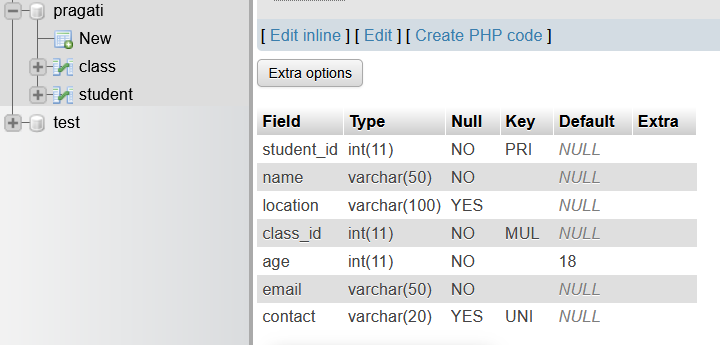 pragati
New
class
student
test
[ Edit inline ] [ Edit ] [ Create PHP code ]
Extra options
Field Type Null Key Default Extra
student_id int(11) NO PRI NULL
name varchar(50) NO NULL
location varchar(100) YES NULL
class_id int(11) NO MUL NULL
age int(11) NO 18
email varchar(50) NO NULL
contact varchar(20) YES UNI NULL